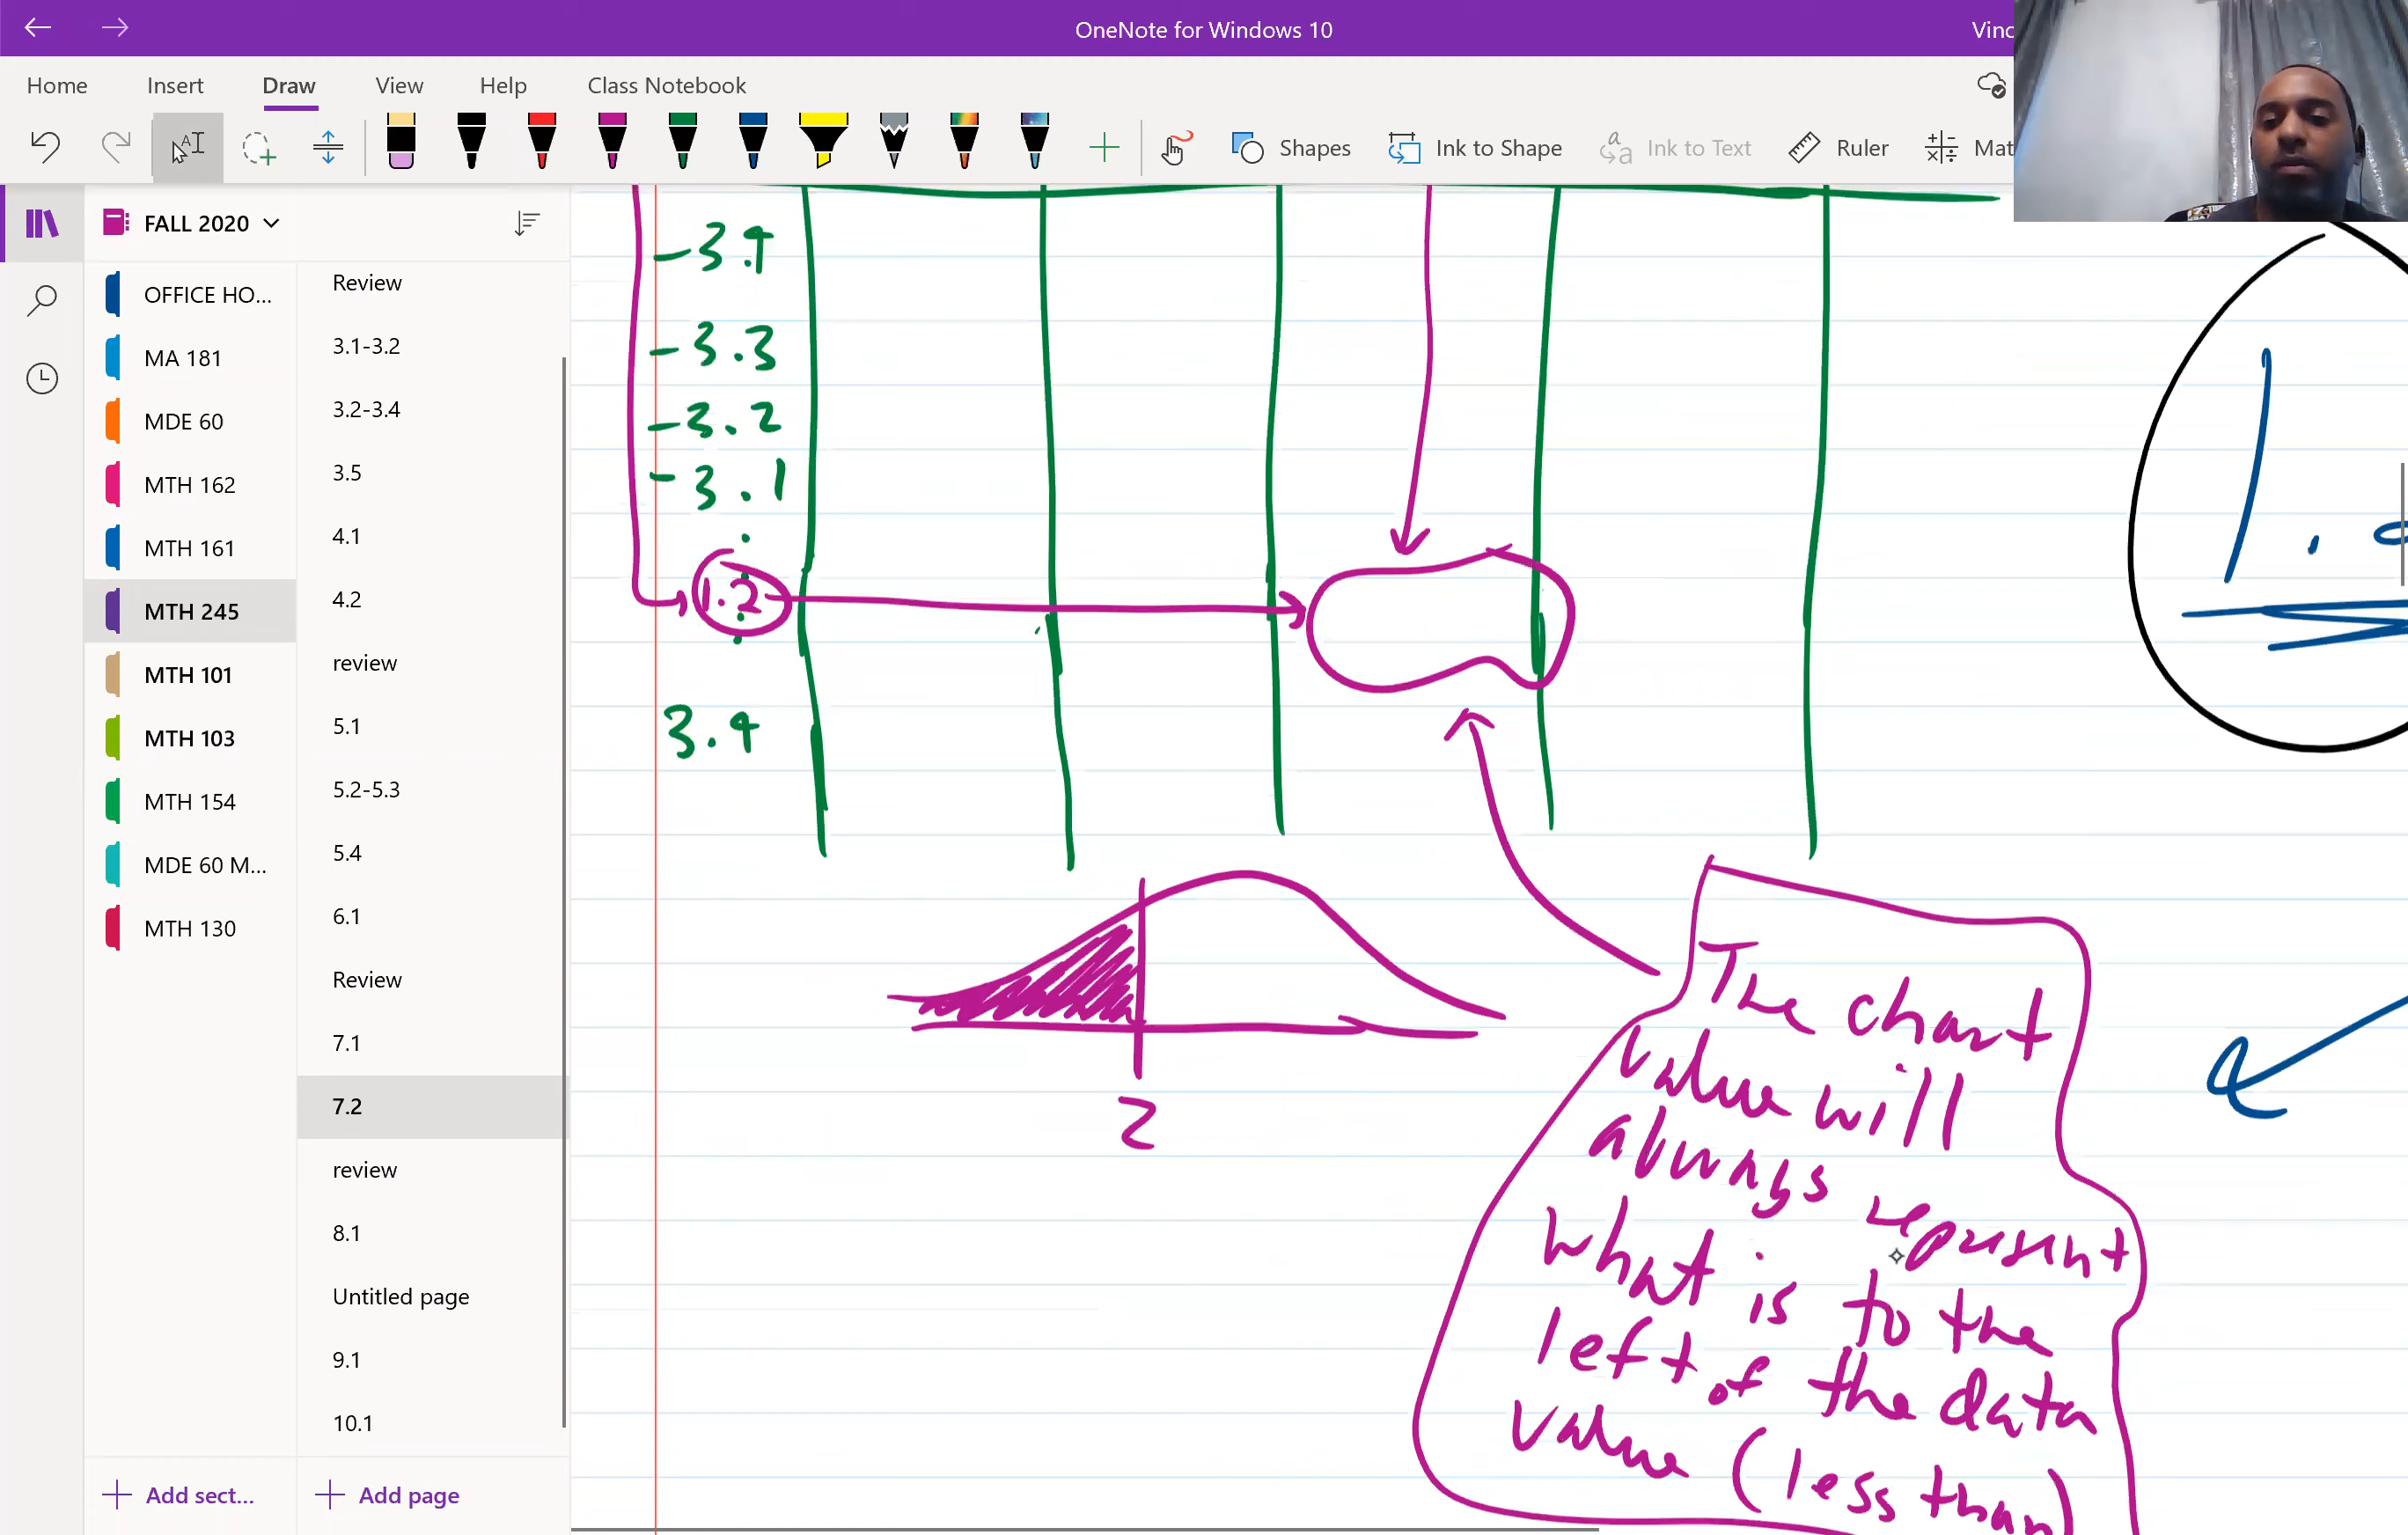 OneNote for Windows 10
Vinc
Home Insert Draw View Help Class Notebook
Shapes Ink to Shape Ink to Text Ruler Mat
FALL 2020
OFFICE HO...
MA 181
MDE 60
MTH 162
MTH 161
MTH 245
MTH 101
MTH 103
MTH 154
MDE 60 M...
MTH 130
Add sect...
Review
3.1-3.2
3.2-3.4
3.5
4.1
4.2
review
5.1
5.2-5.3
5.4
6.1
Review
7.1
7.2
review
8.1
Untitled page
9.1
10.1
Add page
-3.4
-3.3
-3.2
-3.1
1.2
3.4
z
The chart
value will
always represent
what is to the
left of the data
value (less than)
1.